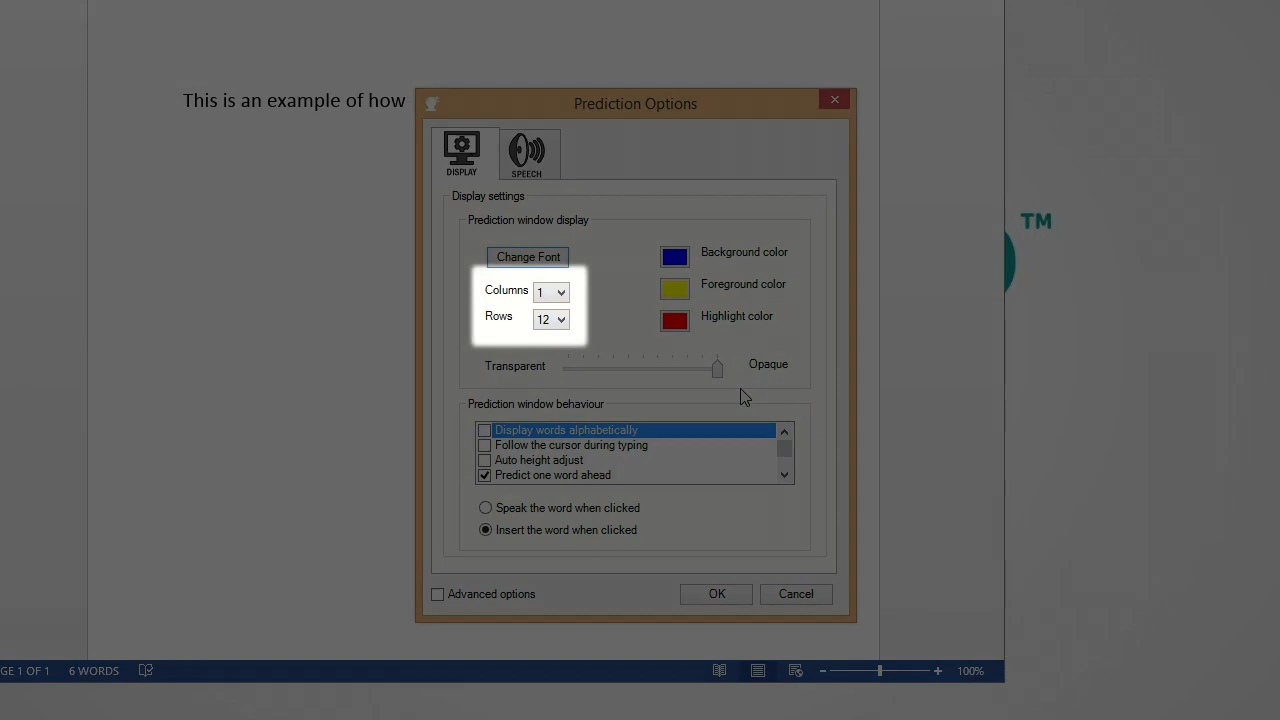 This is an example of how
Prediction Options
DISPLAY
SPEECH
Display settings
Prediction window display
Change Font
Background color
Columns 1
Foreground color
Rows 12
Highlight color
Transparent
Opaque
Prediction window behaviour
Display words alphabetically
Follow the cursor during typing
Auto height adjust
Predict one word ahead
Speak the word when clicked
Insert the word when clicked
Advanced options
OK
Cancel
TM
GE 1 OF 1
6 WORDS
100%